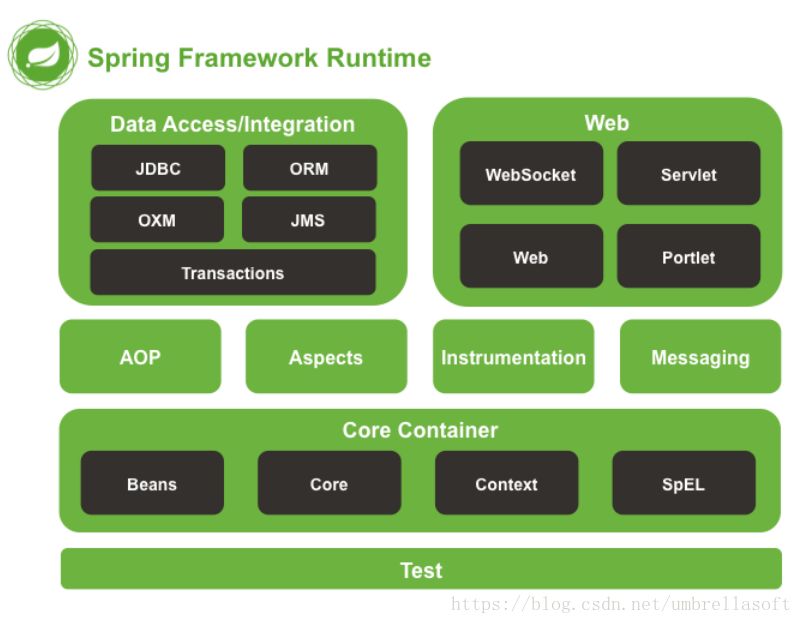 Spring Framework Runtime
Data Access/Integration
JDBC
ORM
OXM
JMS
Transactions
Web
WebSocket
Servlet
Web
Portlet
AOP
Aspects
Instrumentation
Messaging
Core Container
Beans
Core
Context
SpEL
Test
https://blog.csdn.net/umbrellasoft